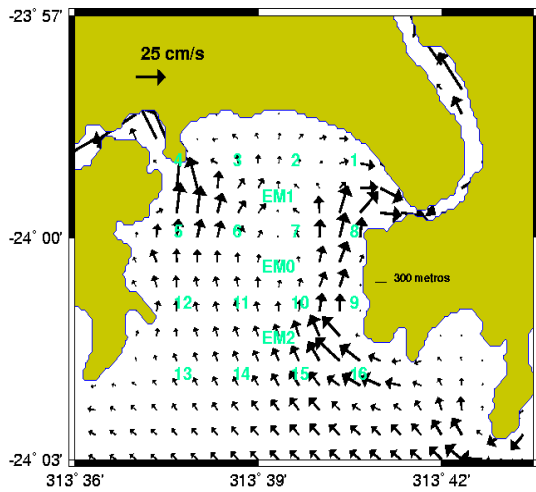 -23° 57'
25 cm/s
4 3 2 1
EM1
5 6 7 8
-24° 00'
EM0
300 metros
12 11 10 9
EM2
13 14 15 16
-24° 03'
313° 36' 313° 39' 313° 42'